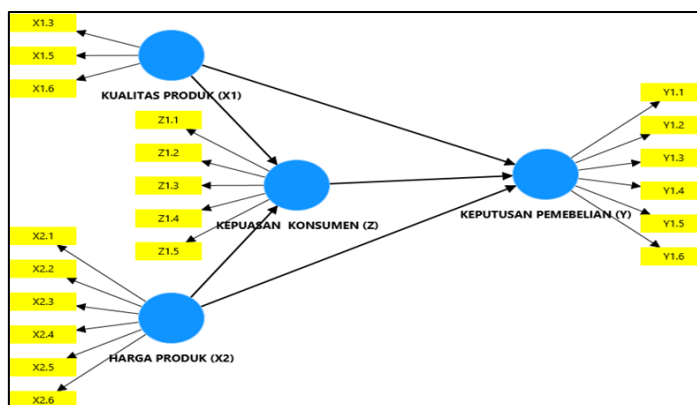 X1.3
X1.5
X1.6
KUALITAS PRODUK (X1)
Z1.1
Z1.2
Z1.3
Z1.4
Z1.5
KEPUASAN KONSUMEN (Z)
Y1.1
Y1.2
Y1.3
Y1.4
Y1.5
Y1.6
KEPUTUSAN PEMEBELIAN (Y)
X2.1
X2.2
X2.3
X2.4
X2.5
X2.6
HARGA PRODUK (X2)